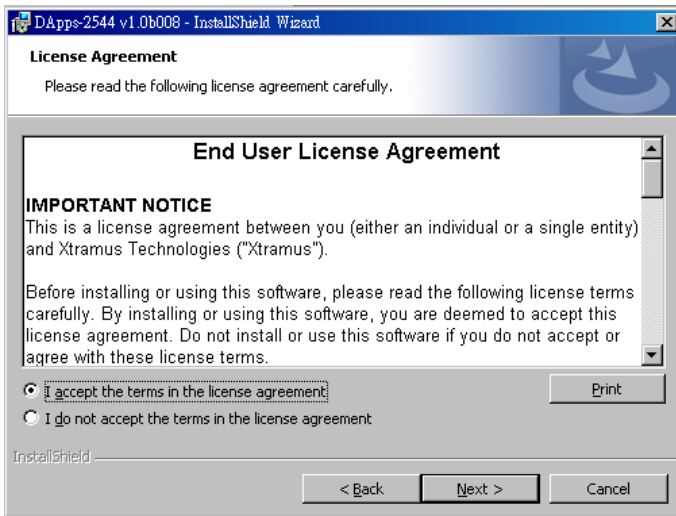 DApps-2544 v1.0b008 - InstallShield Wizard
License Agreement
Please read the following license agreement carefully.
End User License Agreement
IMPORTANT NOTICE
This is a license agreement between you (either an individual or a single entity)
and Xtramus Technologies ("Xtramus").
Before installing or using this software, please read the following license terms
carefully. By installing or using this software, you are deemed to accept this
license agreement. Do not install or use this software if you do not accept or
agree with these license terms.
I accept the terms in the license agreement
Print
I do not accept the terms in the license agreement
InstallShield
< Back
Next >
Cancel